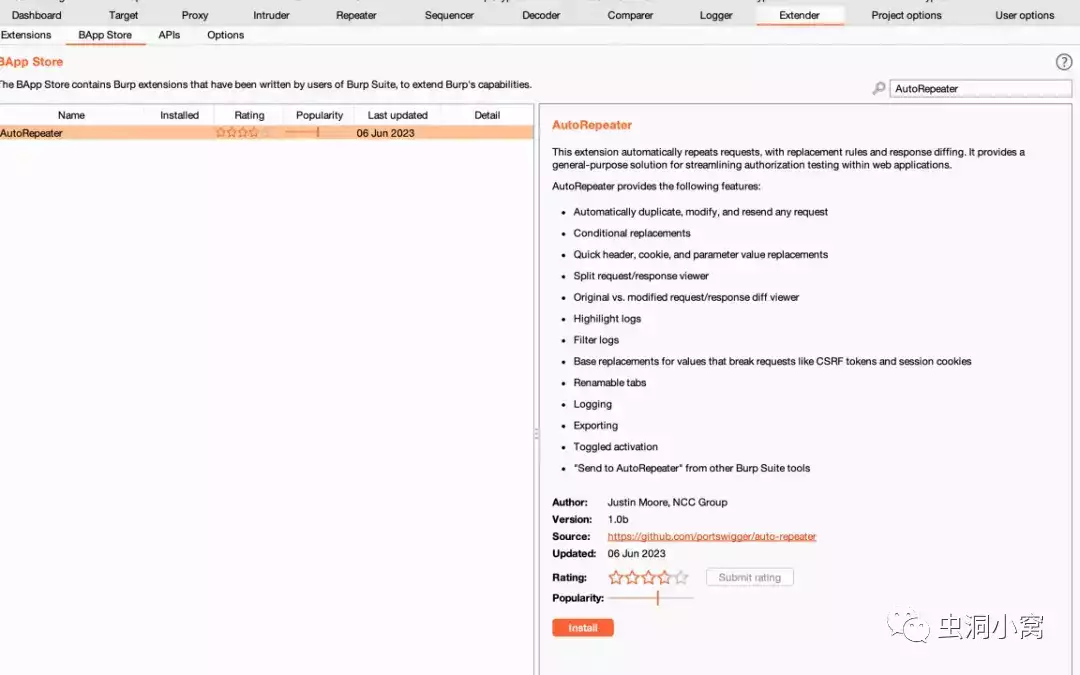 Dashboard Target Proxy Intruder Repeater Sequencer Decoder Comparer Logger Extender Project options User options
Extensions BApp Store APIs Options
BApp Store
The BApp Store contains Burp extensions that have been written by users of Burp Suite, to extend Burp's capabilities.
AutoRepeater
Name Installed Rating Popularity Last updated Detail
AutoRepeater 06 Jun 2023
AutoRepeater
This extension automatically repeats requests, with replacement rules and response diffing. It provides a
general-purpose solution for streamlining authorization testing within web applications.
AutoRepeater provides the following features:
• Automatically duplicate, modify, and resend any request
• Conditional replacements
• Quick header, cookie, and parameter value replacements
• Split request/response viewer
• Original vs. modified request/response diff viewer
• Highilight logs
• Filter logs
• Base replacements for values that break requests like CSRF tokens and session cookies
• Renamable tabs
• Logging
• Exporting
• Toggled activation
• "Send to AutoRepeater" from other Burp Suite tools
Author: Justin Moore, NCC Group
Version: 1.0b
Source: https://github.com/portswigger/auto-repeater
Updated: 06 Jun 2023
Rating: Submit rating
Popularity:
Install
虫洞小窝